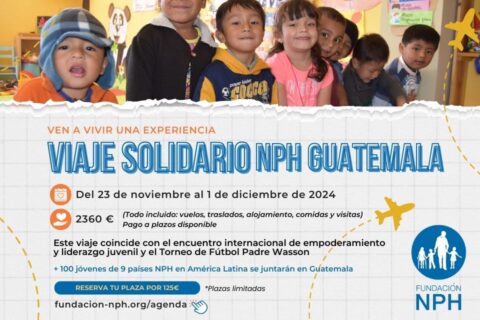 VEN A VIVIR UNA EXPERIENCIA
VIAJE SOLIDARIO NPH GUATEMALA
Del 23 de noviembre al 1 de diciembre de 2024
2360 € (Todo incluido: vuelos, traslados, alojamiento, comidas y visitas)
Pago a plazos disponible
Este viaje coincide con el encuentro internacional de empoderamiento
y liderazgo juvenil y el Torneo de Fútbol Padre Wasson
+ 100 jóvenes de 9 países NPH en América Latina se juntarán en Guatemala
RESERVA TU PLAZA POR 125€ *Plazas limitadas
fundacion-nph.org/agenda
FUNDACIÓN
NPH